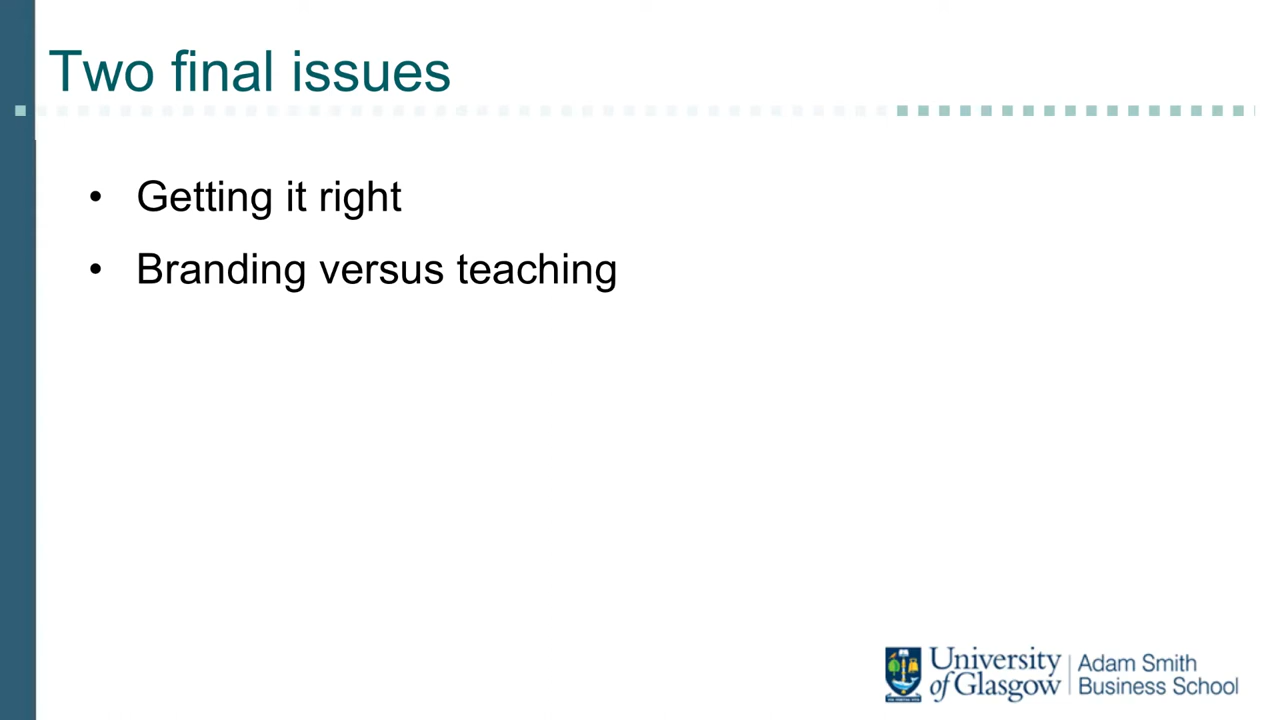 Two final issues
• Getting it right
• Branding versus teaching
University of Glasgow
Adam Smith Business School